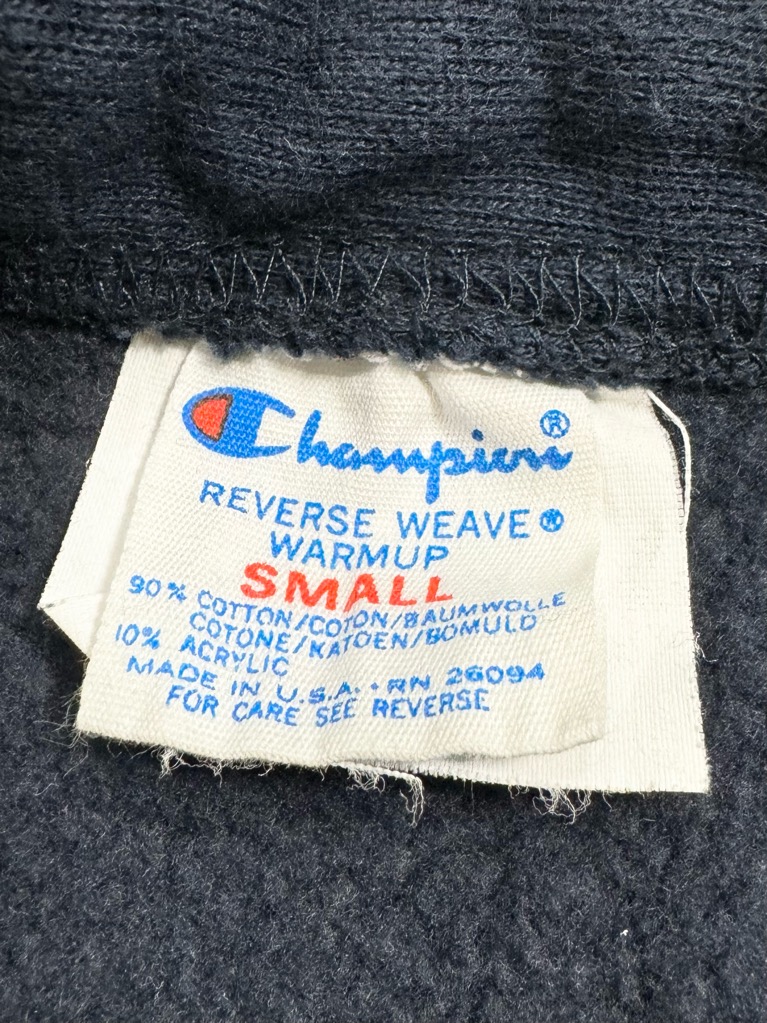 Champion®
REVERSE WEAVE®
WARMUP
SMALL
90% COTTON/COTON/BAUMWOLLE
COTONE/KATOEN/BOMULD
10% ACRYLIC
MADE IN U.S.A. • RN 26094
FOR CARE SEE REVERSE